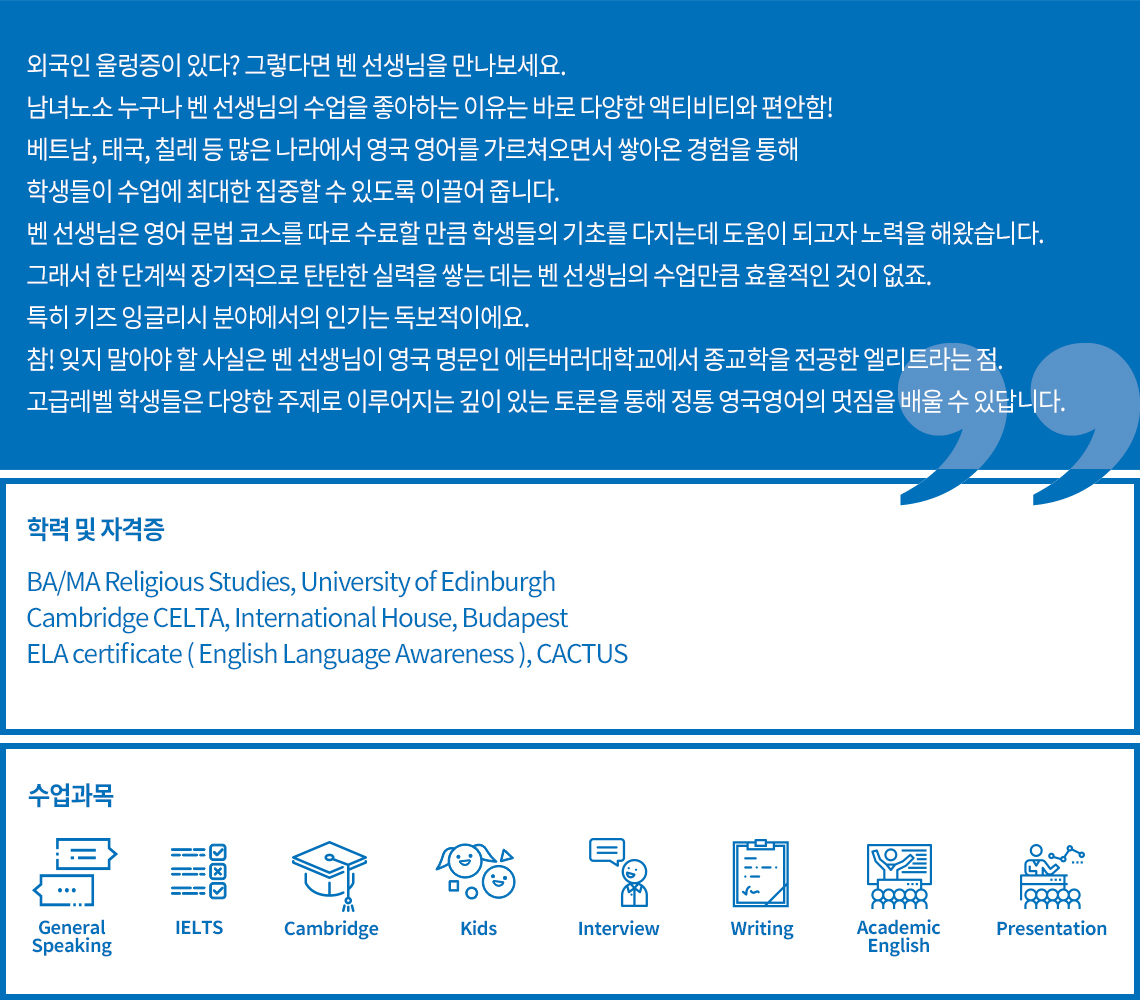 외국인 울렁증이 있다? 그렇다면 벤 선생님을 만나보세요.
남녀노소 누구나 벤 선생님의 수업을 좋아하는 이유는 바로 다양한 액티비티와 편안함!
베트남, 태국, 칠레 등 많은 나라에서 영국 영어를 가르쳐오면서 쌓아온 경험을 통해
학생들이 수업에 최대한 집중할 수 있도록 이끌어 줍니다.
벤 선생님은 영어 문법 코스를 따로 수료할 만큼 학생들의 기초를 다지는데 도움이 되고자 노력을 해왔습니다.
그래서 한 단계씩 장기적으로 탄탄한 실력을 쌓는 데는 벤 선생님의 수업만큼 효율적인 것이 없죠.
특히 키즈 잉글리시 분야에서의 인기는 독보적이에요.
참! 잊지 말아야 할 사실은 벤 선생님이 영국 명문인 에든버러대학교에서 종교학을 전공한 엘리트라는 점.
고급레벨 학생들은 다양한 주제로 이루어지는 깊이 있는 토론을 통해 정통 영국영어의 멋짐을 배울 수 있답니다.
”
학력 및 자격증
BA/MA Religious Studies, University of Edinburgh
Cambridge CELTA, International House, Budapest
ELA certificate ( English Language Awareness ), CACTUS
수업과목
General
Speaking
IELTS
Cambridge
Kids
Interview
Writing
Academic
English
Presentation